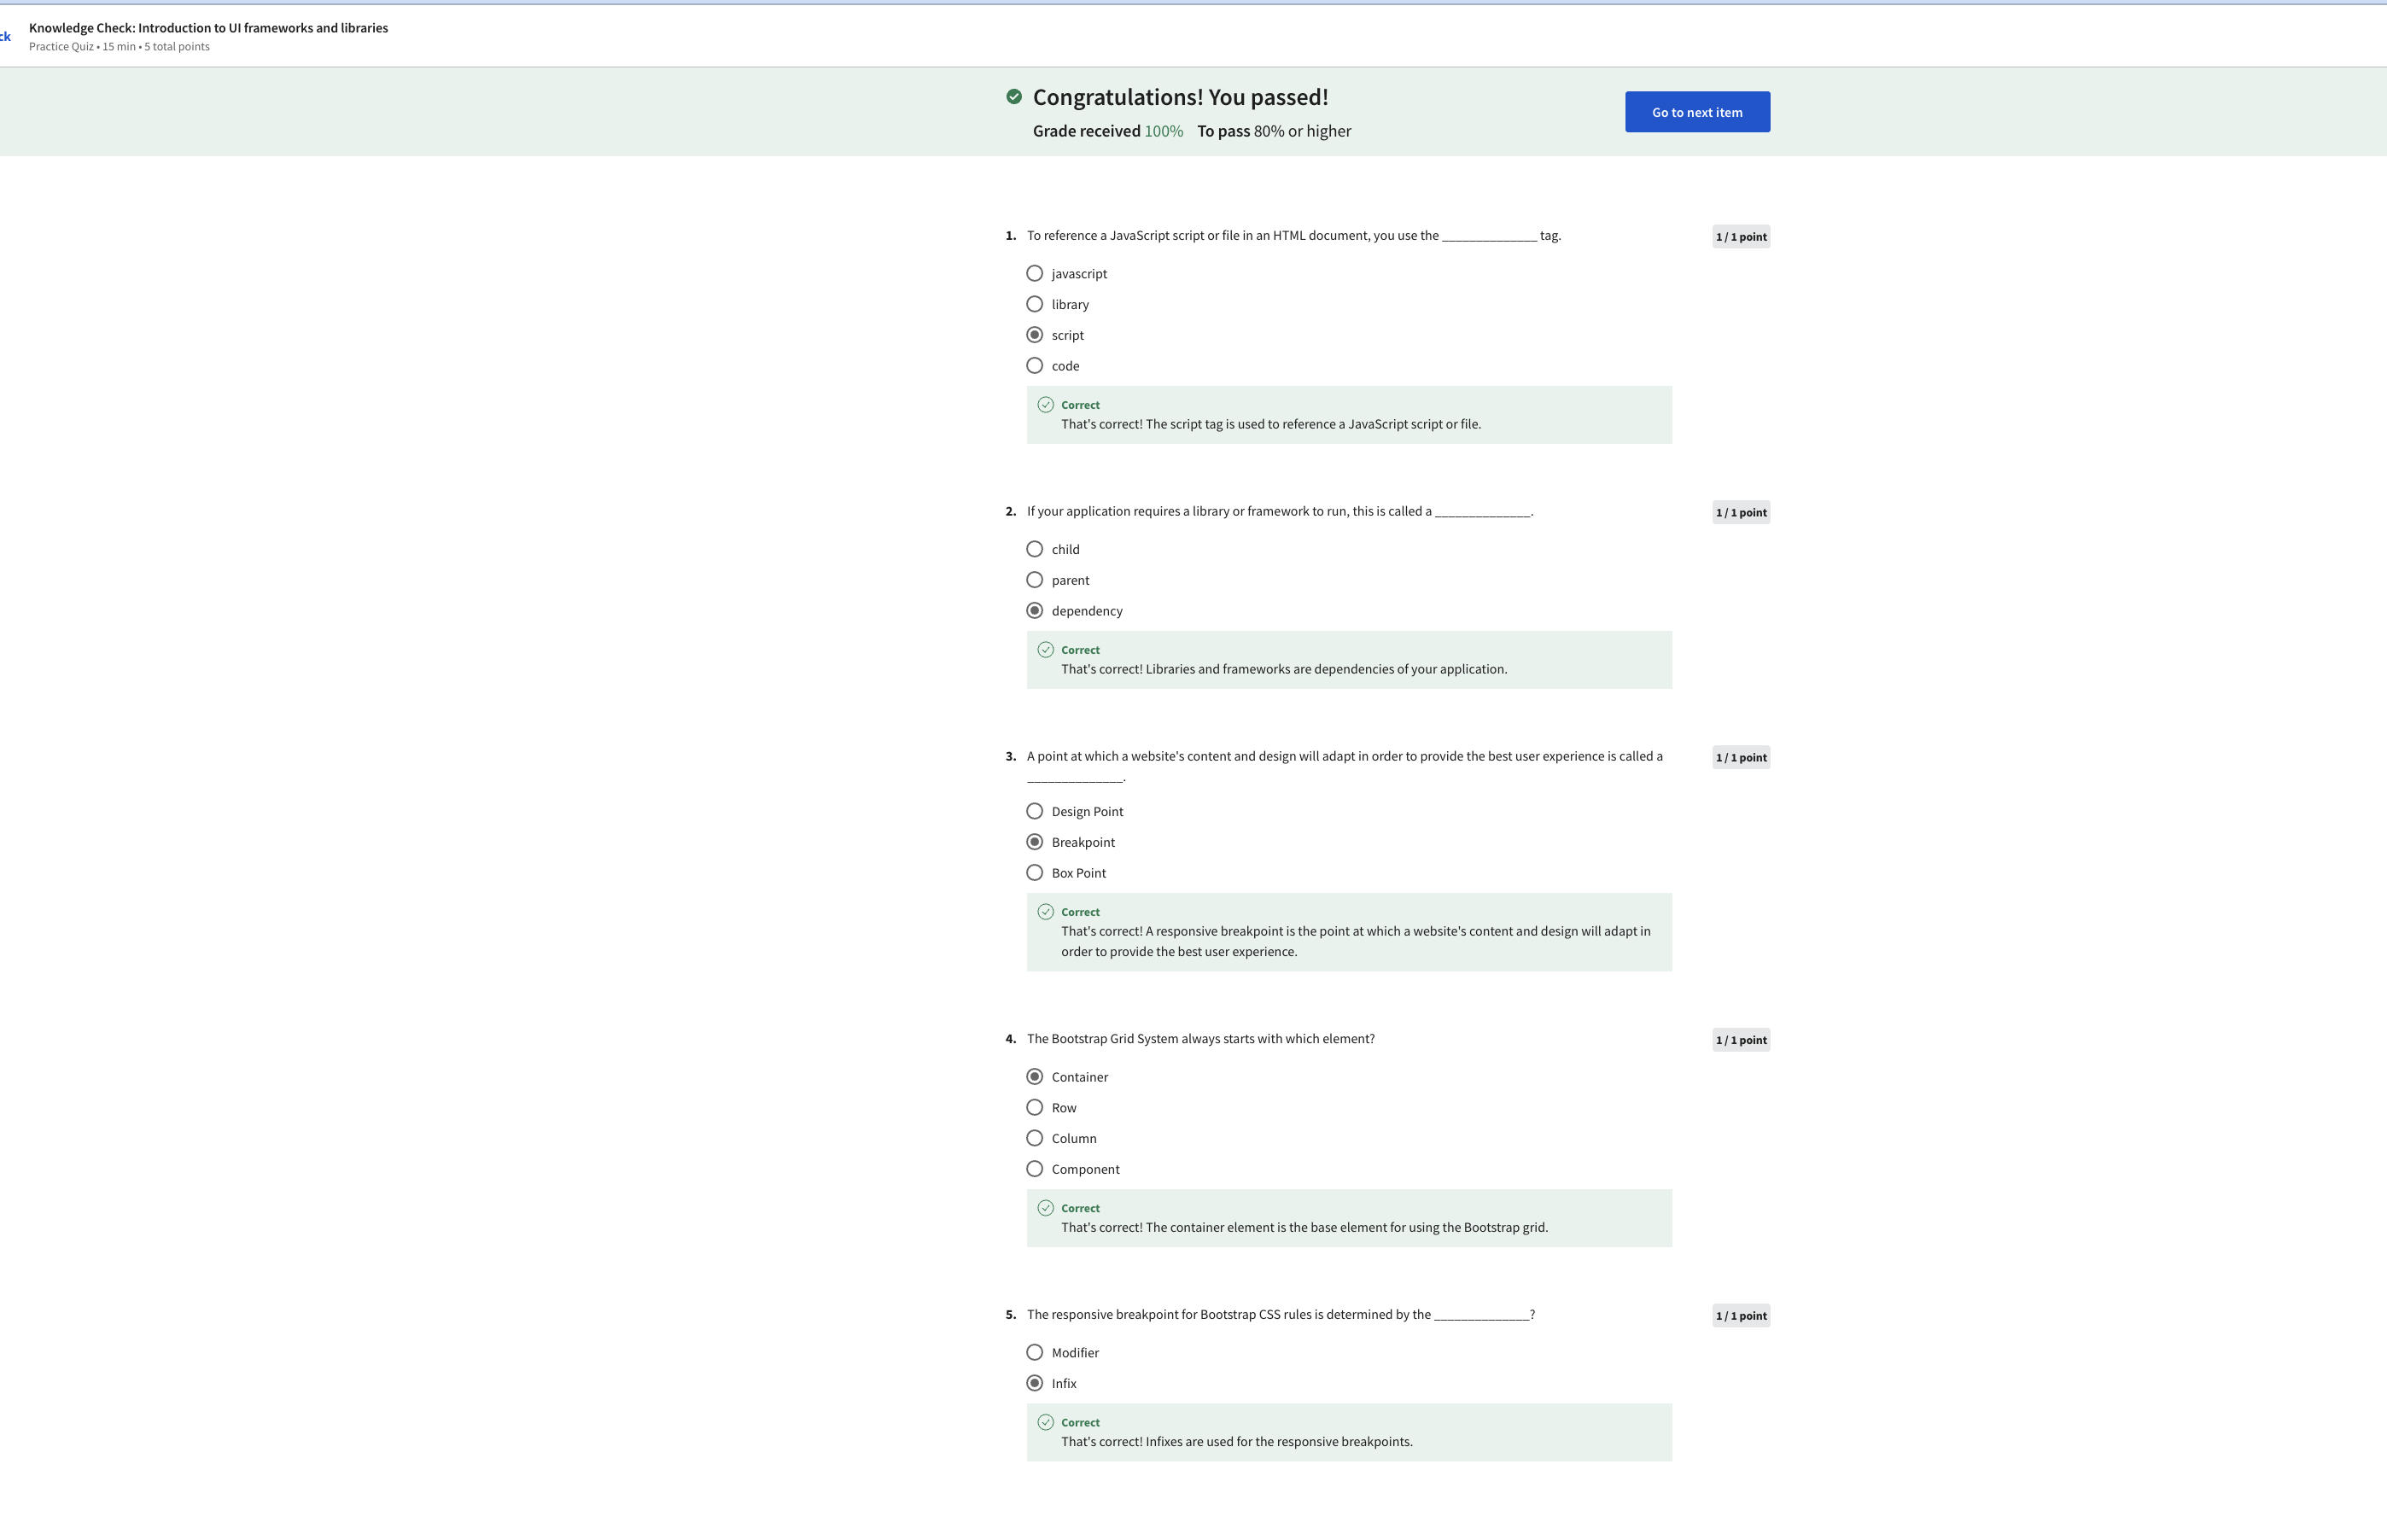 ck
Knowledge Check: Introduction to UI frameworks and libraries
Practice Quiz • 15 min • 5 total points
Congratulations! You passed!
Grade received 100% To pass 80% or higher
Go to next item
1. To reference a JavaScript script or file in an HTML document, you use the ______________ tag.
1 / 1 point
javascript
library
script
code
Correct
That's correct! The script tag is used to reference a JavaScript script or file.
2. If your application requires a library or framework to run, this is called a ______________.
1 / 1 point
child
parent
dependency
Correct
That's correct! Libraries and frameworks are dependencies of your application.
3. A point at which a website's content and design will adapt in order to provide the best user experience is called a
______________.
1 / 1 point
Design Point
Breakpoint
Box Point
Correct
That's correct! A responsive breakpoint is the point at which a website's content and design will adapt in
order to provide the best user experience.
4. The Bootstrap Grid System always starts with which element?
1 / 1 point
Container
Row
Column
Component
Correct
That's correct! The container element is the base element for using the Bootstrap grid.
5. The responsive breakpoint for Bootstrap CSS rules is determined by the ______________?
1 / 1 point
Modifier
Infix
Correct
That's correct! Infixes are used for the responsive breakpoints.